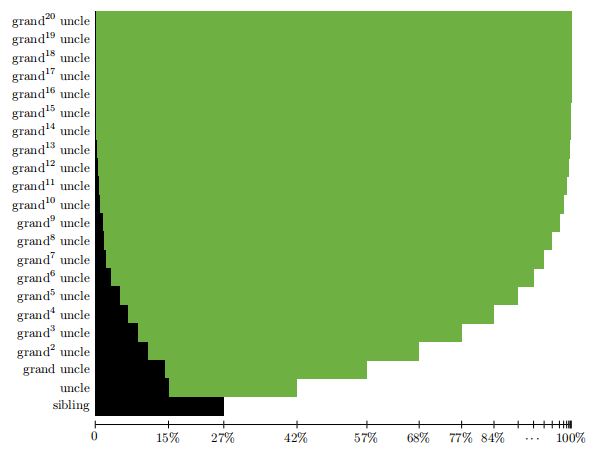 grand²⁰ uncle
grand¹⁹ uncle
grand¹⁸ uncle
grand¹⁷ uncle
grand¹⁶ uncle
grand¹⁵ uncle
grand¹⁴ uncle
grand¹³ uncle
grand¹² uncle
grand¹¹ uncle
grand¹⁰ uncle
grand⁹ uncle
grand⁸ uncle
grand⁷ uncle
grand⁶ uncle
grand⁵ uncle
grand⁴ uncle
grand³ uncle
grand² uncle
grand uncle
uncle
sibling
0 15% 27% 42% 57% 68% 77% 84% ⋯ 100%